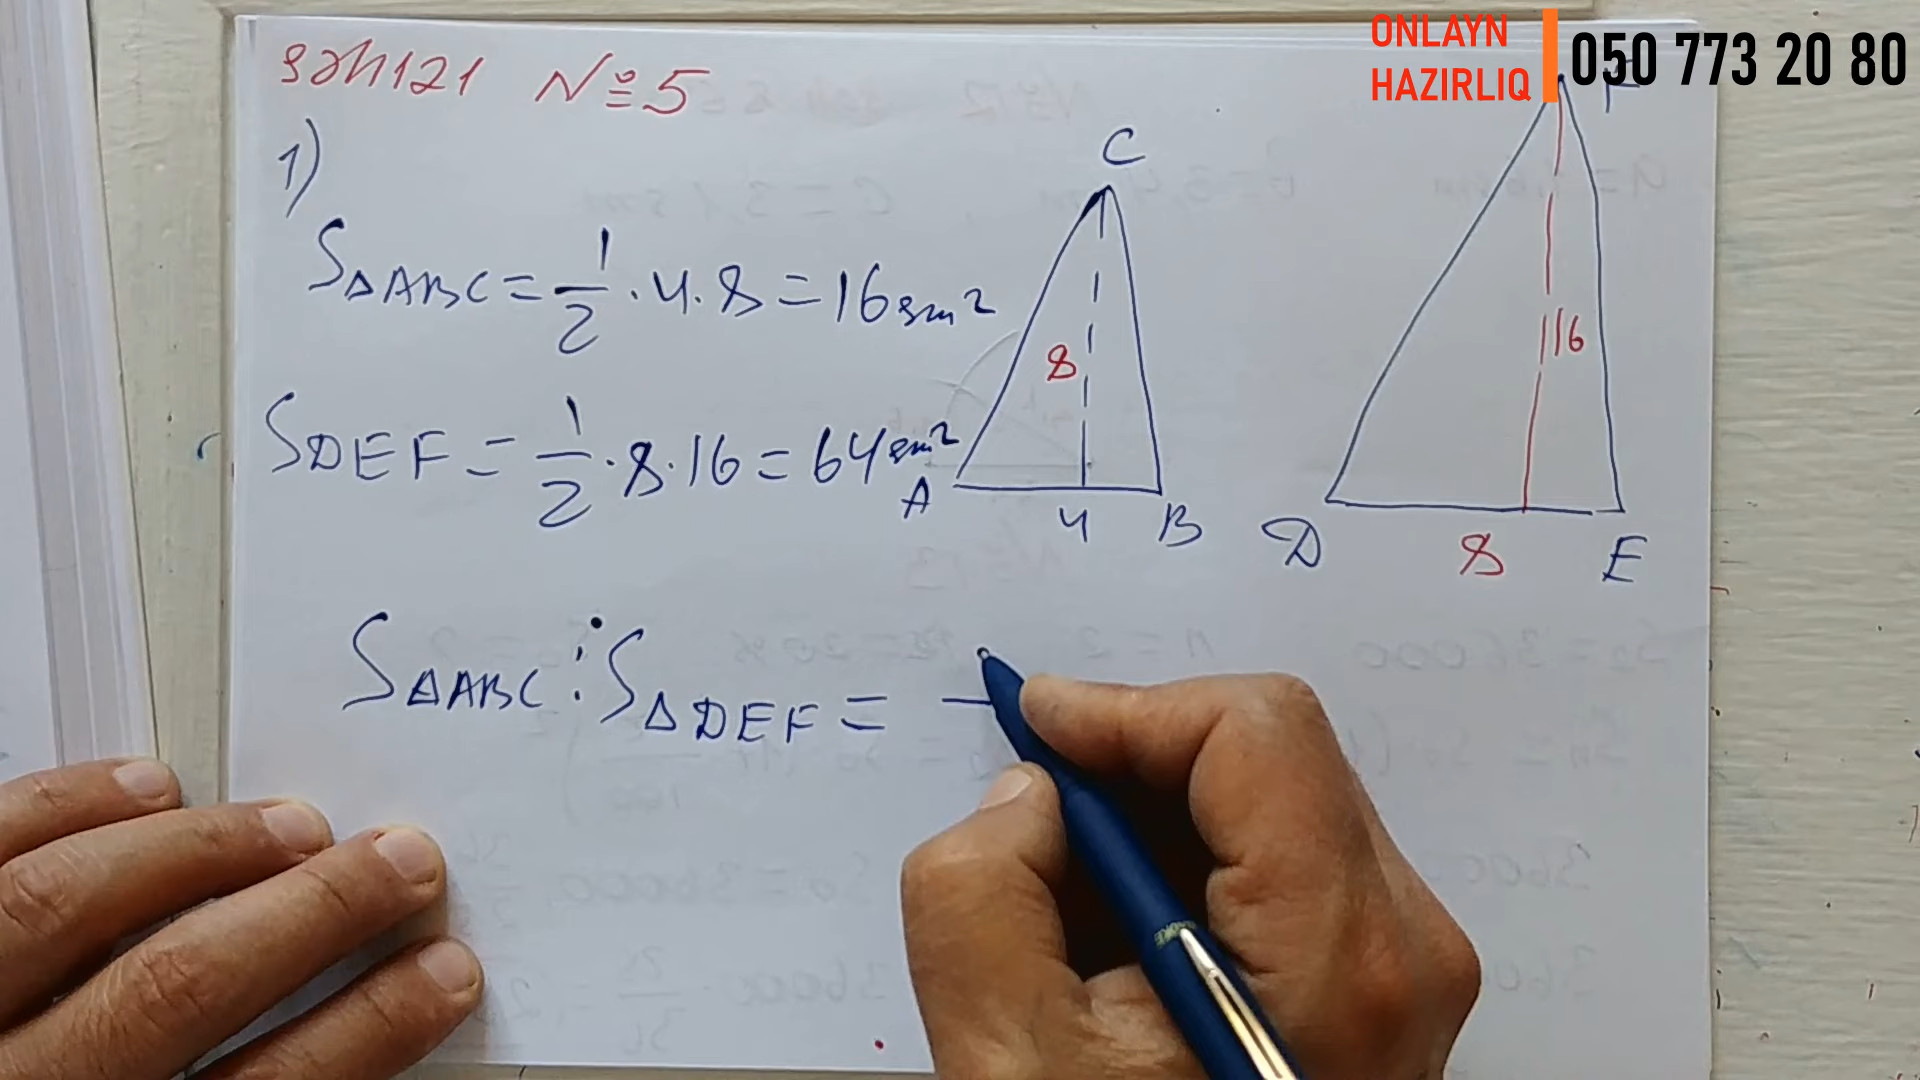 ONLAYN
HAZIRLIQ
050 773 20 80
səh121 №5
1)
S△ABC = 1/2 · 4 · 8 = 16 sm²
SDEF = 1/2 · 8 · 16 = 64 sm²
S△ABC : S△DEF =
C
8
A
4
B
F
16
D
8
E